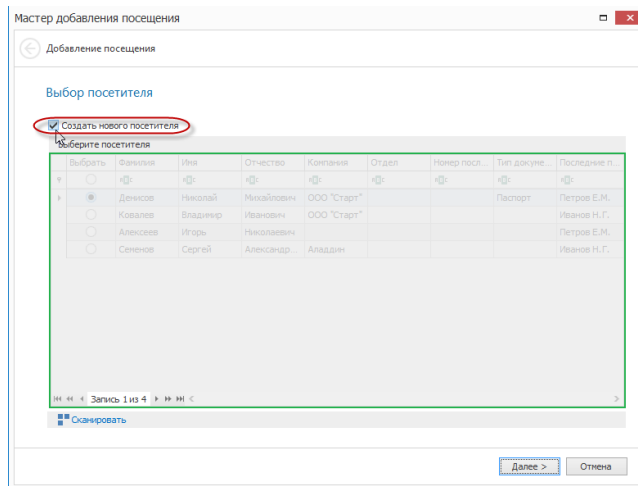 Мастер добавления посещения
Добавление посещения
Выбор посетителя
Создать нового посетителя
Выберите посетителя
Выбрать Фамилия Имя Отчество Компания Отдел Номер посл... Тип докуме... Последние п...
Денисов Николай Михайлович ООО "Старт" Паспорт Петров Е.М.
Ковалев Владимир Иванович ООО "Старт" Иванов Н.Г.
Алексеев Игорь Николаевич Петров Е.М.
Семенов Сергей Александр... Аладдин Иванов Н.Г.
Запись 1 из 4
Сканировать
Далее > Отмена